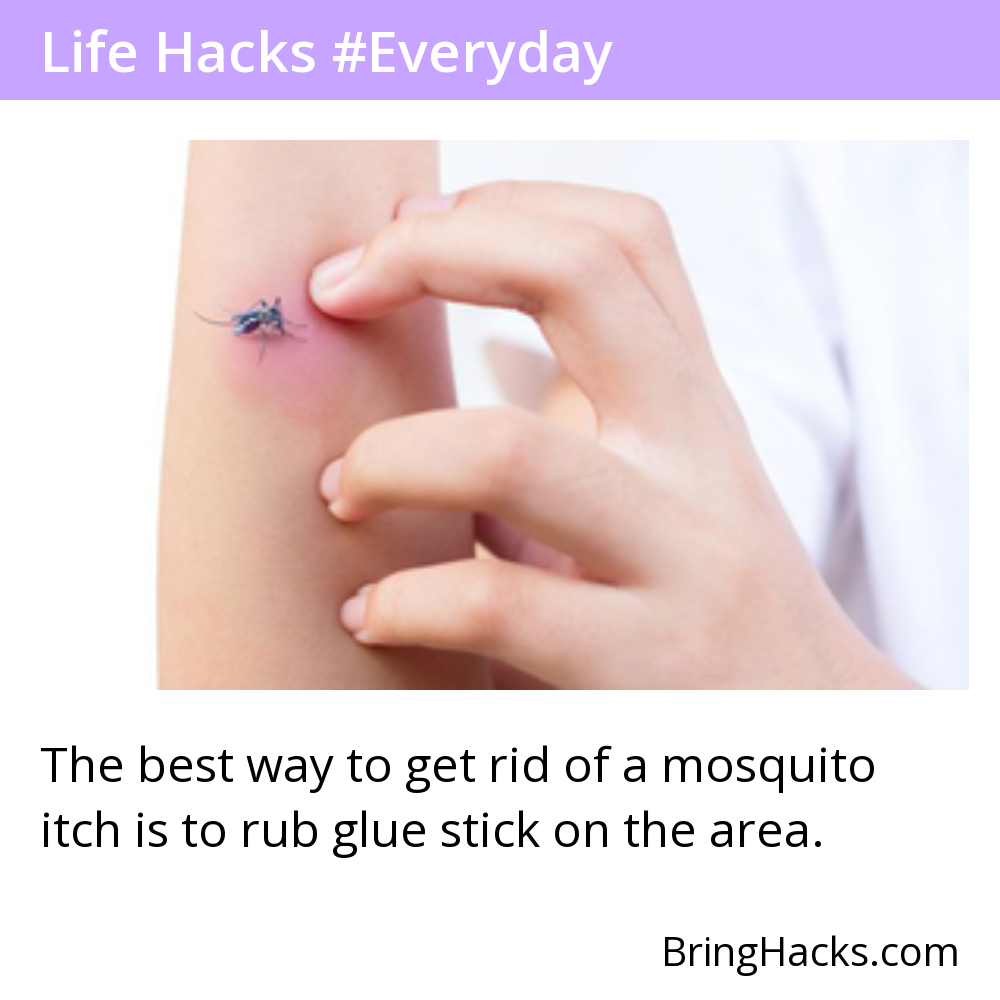 Life Hacks #Everyday
The best way to get rid of a mosquito
itch is to rub glue stick on the area.
BringHacks.com